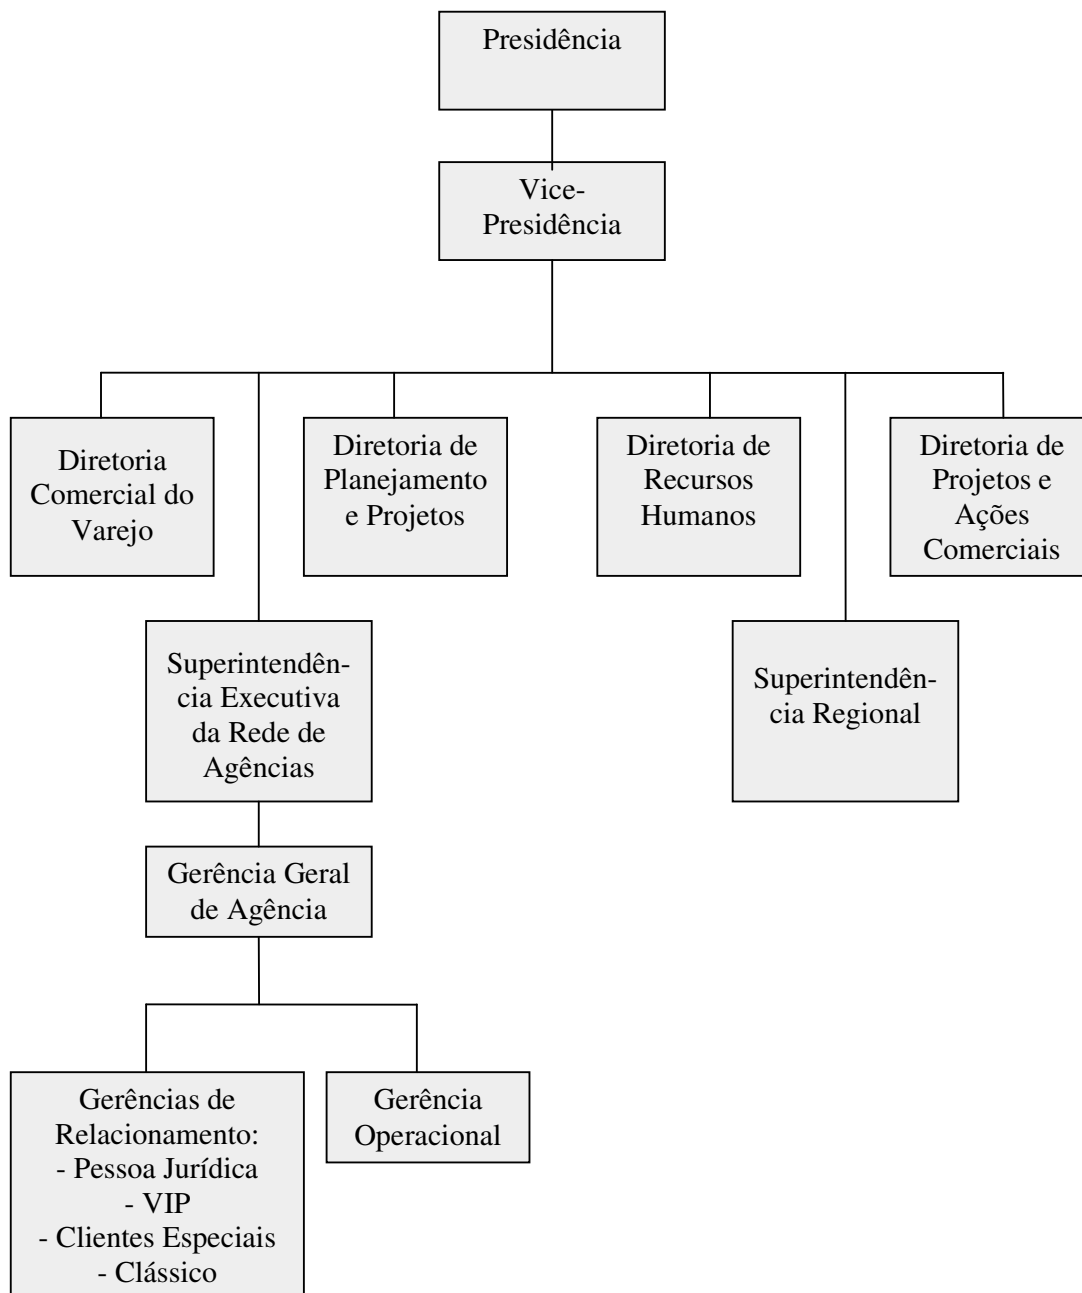 Presidência
Vice-
Presidência
Diretoria
Comercial do
Varejo
Diretoria de
Planejamento
e Projetos
Diretoria de
Recursos
Humanos
Diretoria de
Projetos e
Ações
Comerciais
Superintendên-
cia Executiva
da Rede de
Agências
Superintendên-
cia Regional
Gerência Geral
de Agência
Gerências de
Relacionamento:
- Pessoa Jurídica
- VIP
- Clientes Especiais
- Clássico
Gerência
Operacional